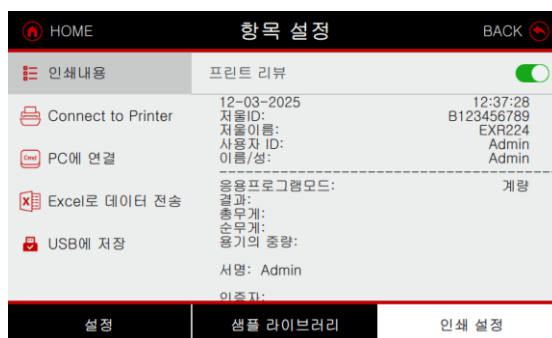 HOME 항목 설정 BACK
인쇄내용
Connect to Printer
Cmd PC에 연결
Excel로 데이터 전송
USB에 저장
프린트 리뷰
12-03-2025 12:37:28
저울ID: B123456789
저울이름: EXR224
사용자 ID: Admin
이름/성: Admin
응용프로그램모드: 계량
결과:
총무게:
순무게:
용기의 중량:
서명: Admin
인증자:
설정 샘플 라이브러리 인쇄 설정